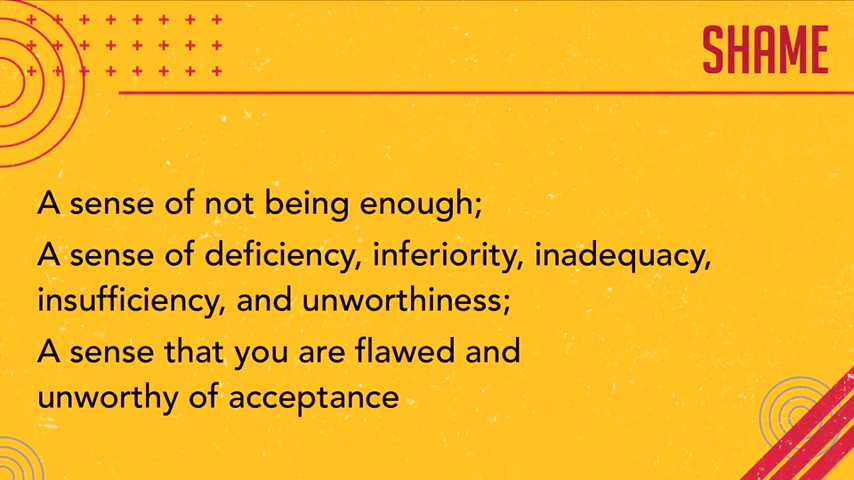 SHAME
A sense of not being enough;
A sense of deficiency, inferiority, inadequacy,
insufficiency, and unworthiness;
A sense that you are flawed and
unworthy of acceptance